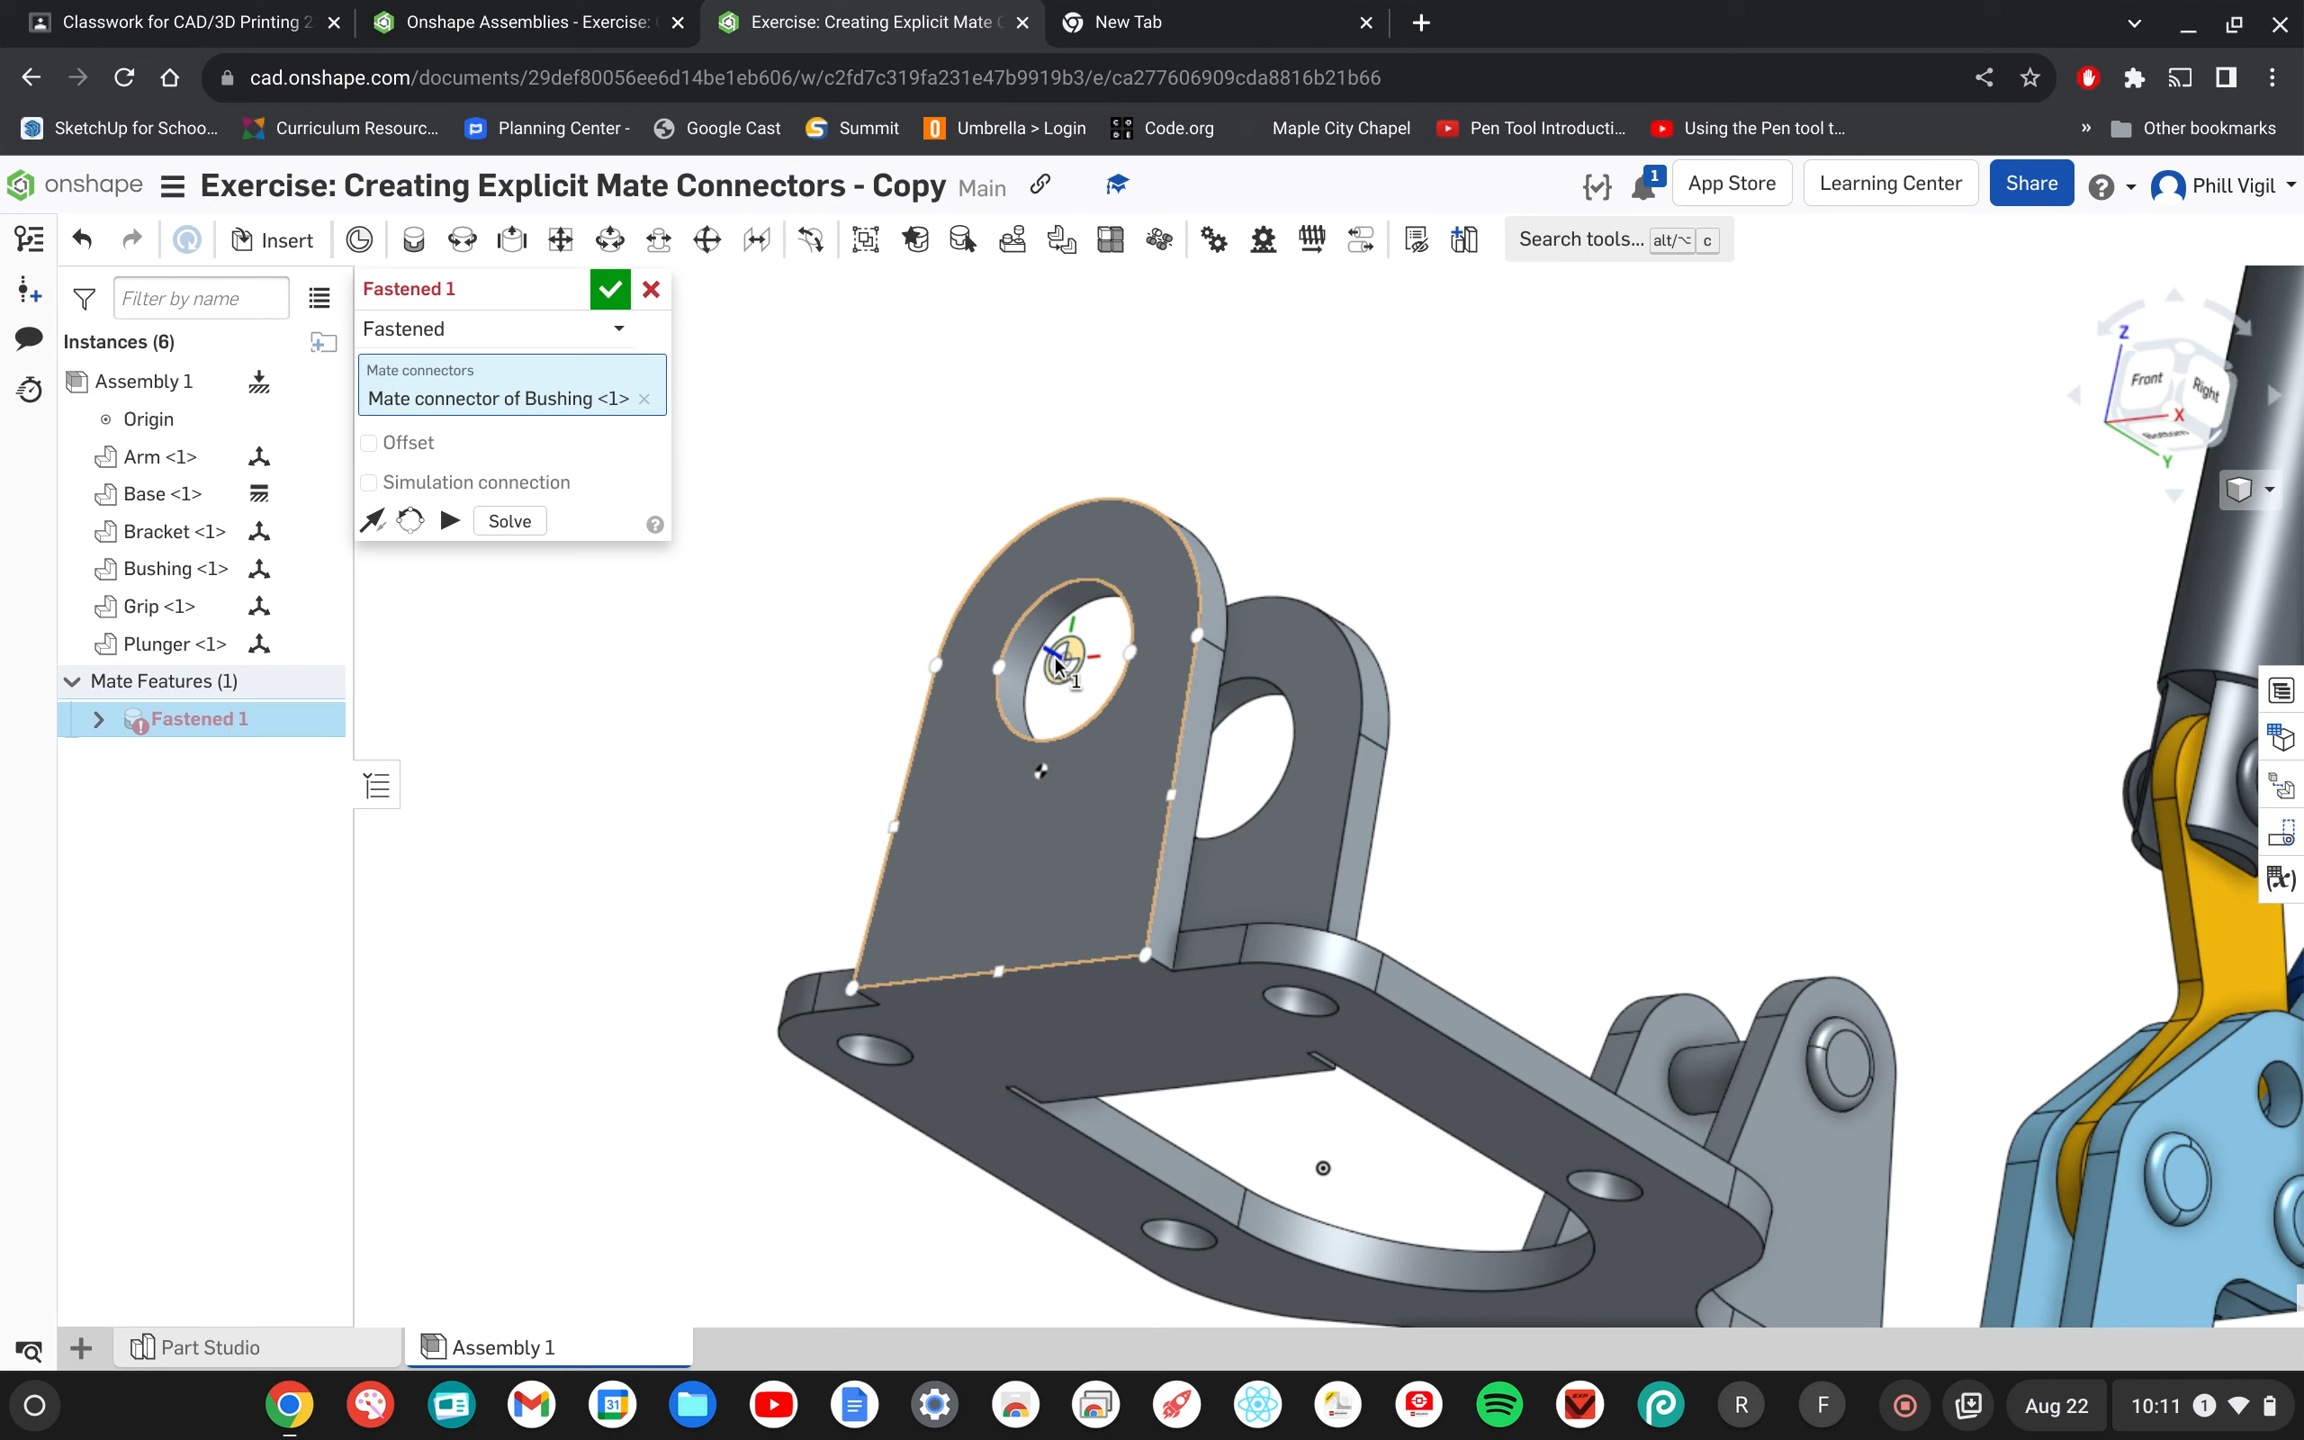 Classwork for CAD/3D Printing 2
Onshape Assemblies - Exercise: 
Exercise: Creating Explicit Mate C
New Tab
cad.onshape.com/documents/29def80056ee6d14be1eb606/w/c2fd7c319fa231e47b9919b3/e/ca277606909cda8816b21b66
SketchUp for Schoo...
Curriculum Resourc...
Planning Center -
Google Cast
Summit
Umbrella > Login
Code.org
Maple City Chapel
Pen Tool Introducti...
Using the Pen tool t...
»
Other bookmarks
onshape
Exercise: Creating Explicit Mate Connectors - Copy
Main
1
App Store
Learning Center
Share
Phill Vigil
Insert
Search tools... alt/⌥ c
Filter by name
Instances (6)
Assembly 1
Origin
Arm <1>
Base <1>
Bracket <1>
Bushing <1>
Grip <1>
Plunger <1>
Mate Features (1)
Fastened 1
Fastened 1
Fastened
Mate connectors
Mate connector of Bushing <1>
Offset
Simulation connection
Solve
1
Z
Front
Right
X
Bottom
Y
(x)
Part Studio
Assembly 1
31
EXP
R
F
Aug 22
10:11
1